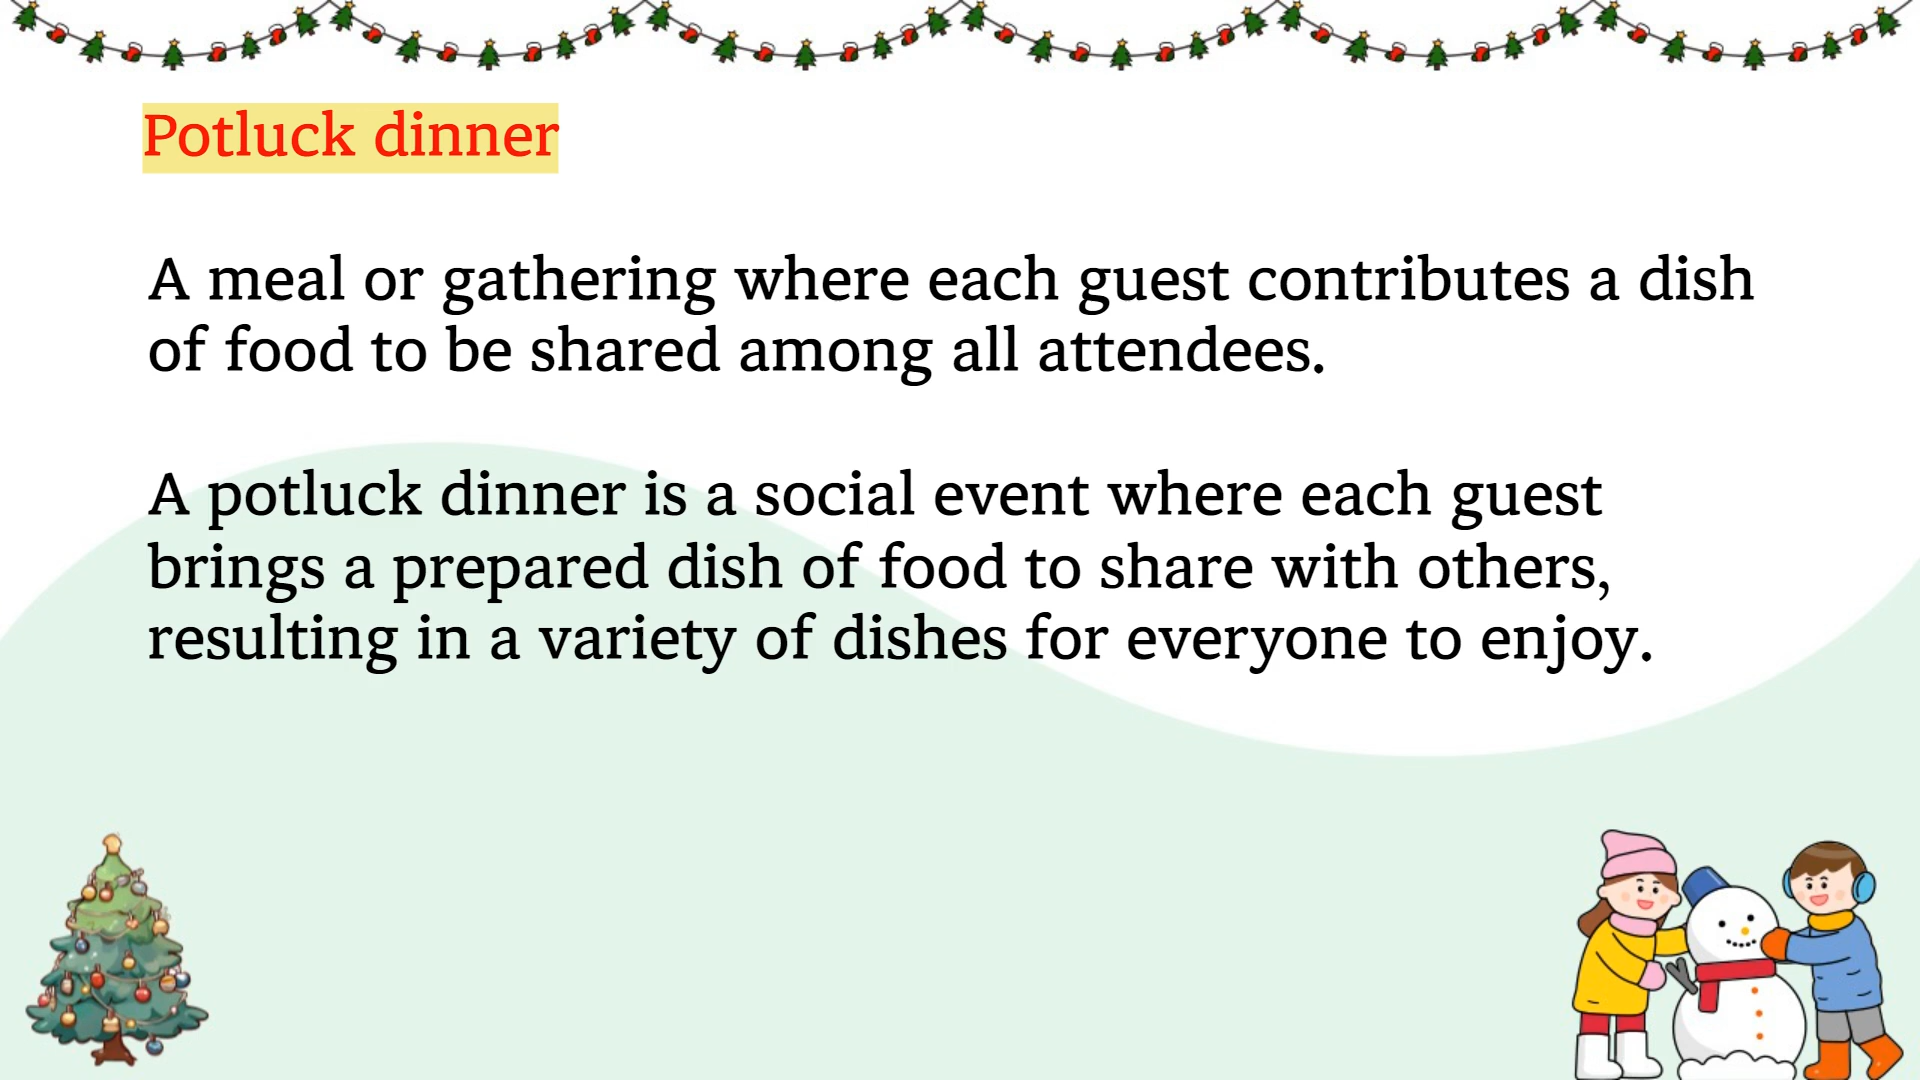 Potluck dinner
A meal or gathering where each guest contributes a dish
of food to be shared among all attendees.
A potluck dinner is a social event where each guest
brings a prepared dish of food to share with others,
resulting in a variety of dishes for everyone to enjoy.